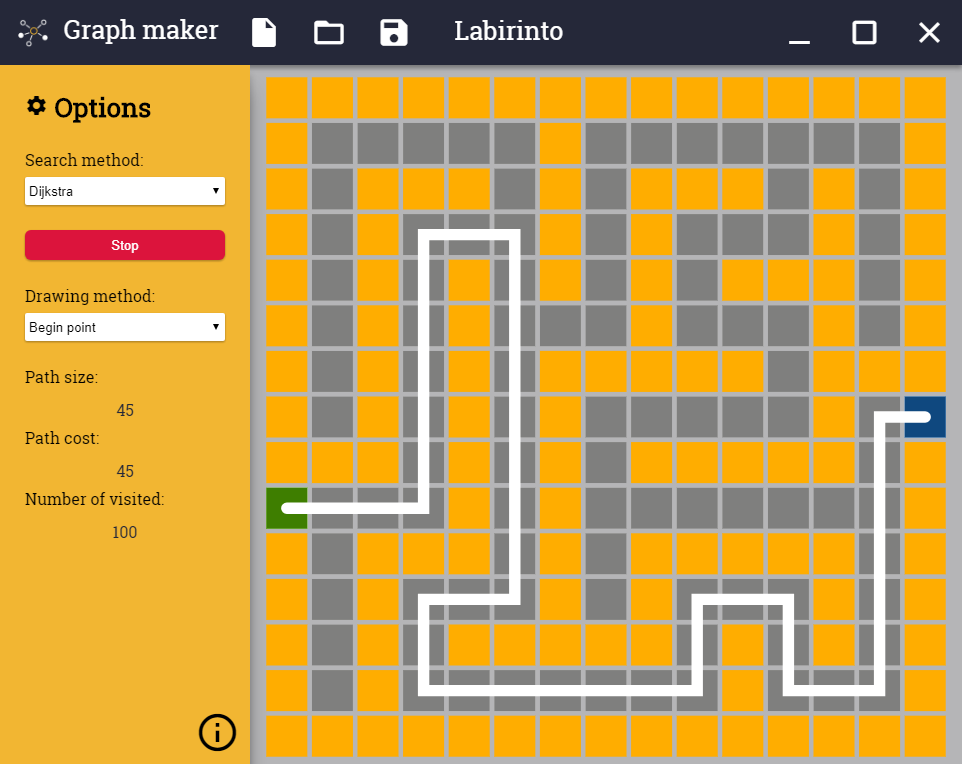 Graph maker
Labirinto
Options
Search method:
Dijkstra
Stop
Drawing method:
Begin point
Path size:
45
Path cost:
45
Number of visited:
100